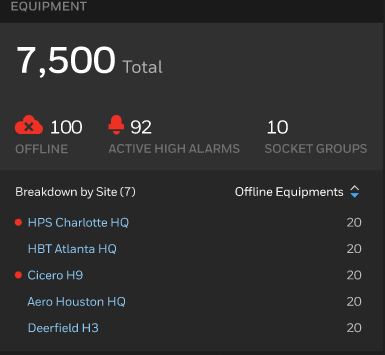 EQUIPMENT
7,500 Total
100 92 10
OFFLINE ACTIVE HIGH ALARMS SOCKET GROUPS
Breakdown by Site (7) Offline Equipments
HPS Charlotte HQ 20
HBT Atlanta HQ 20
Cicero H9 20
Aero Houston HQ 20
Deerfield H3 20